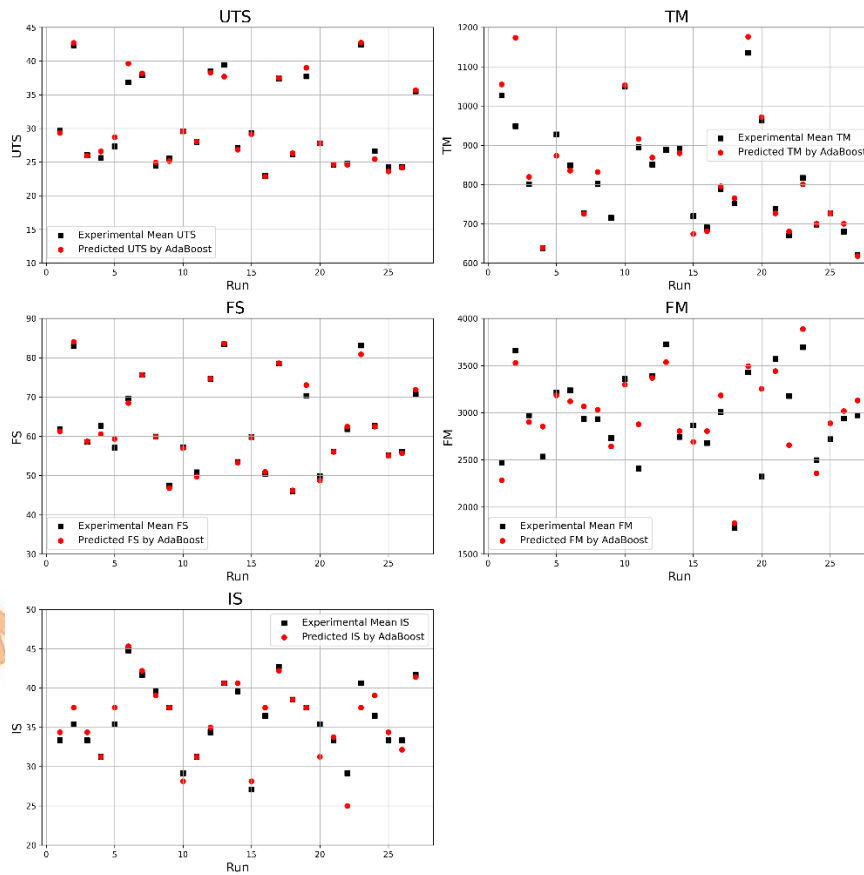 UTS
45
40
35
30
25
20
15
10
UTS
Experimental Mean UTS
Predicted UTS by AdaBoost
0 5 10 15 20 25
Run
TM
1200
1100
1000
900
800
700
600
TM
Experimental Mean TM
Predicted TM by AdaBoost
0 5 10 15 20 25
Run
FS
90
80
70
60
50
40
30
FS
Experimental Mean FS
Predicted FS by AdaBoost
0 5 10 15 20 25
Run
FM
4000
3500
3000
2500
2000
1500
FM
Experimental Mean FM
Predicted FM by AdaBoost
0 5 10 15 20 25
Run
IS
50
45
40
35
30
25
20
IS
Experimental Mean IS
Predicted IS by AdaBoost
0 5 10 15 20 25
Run